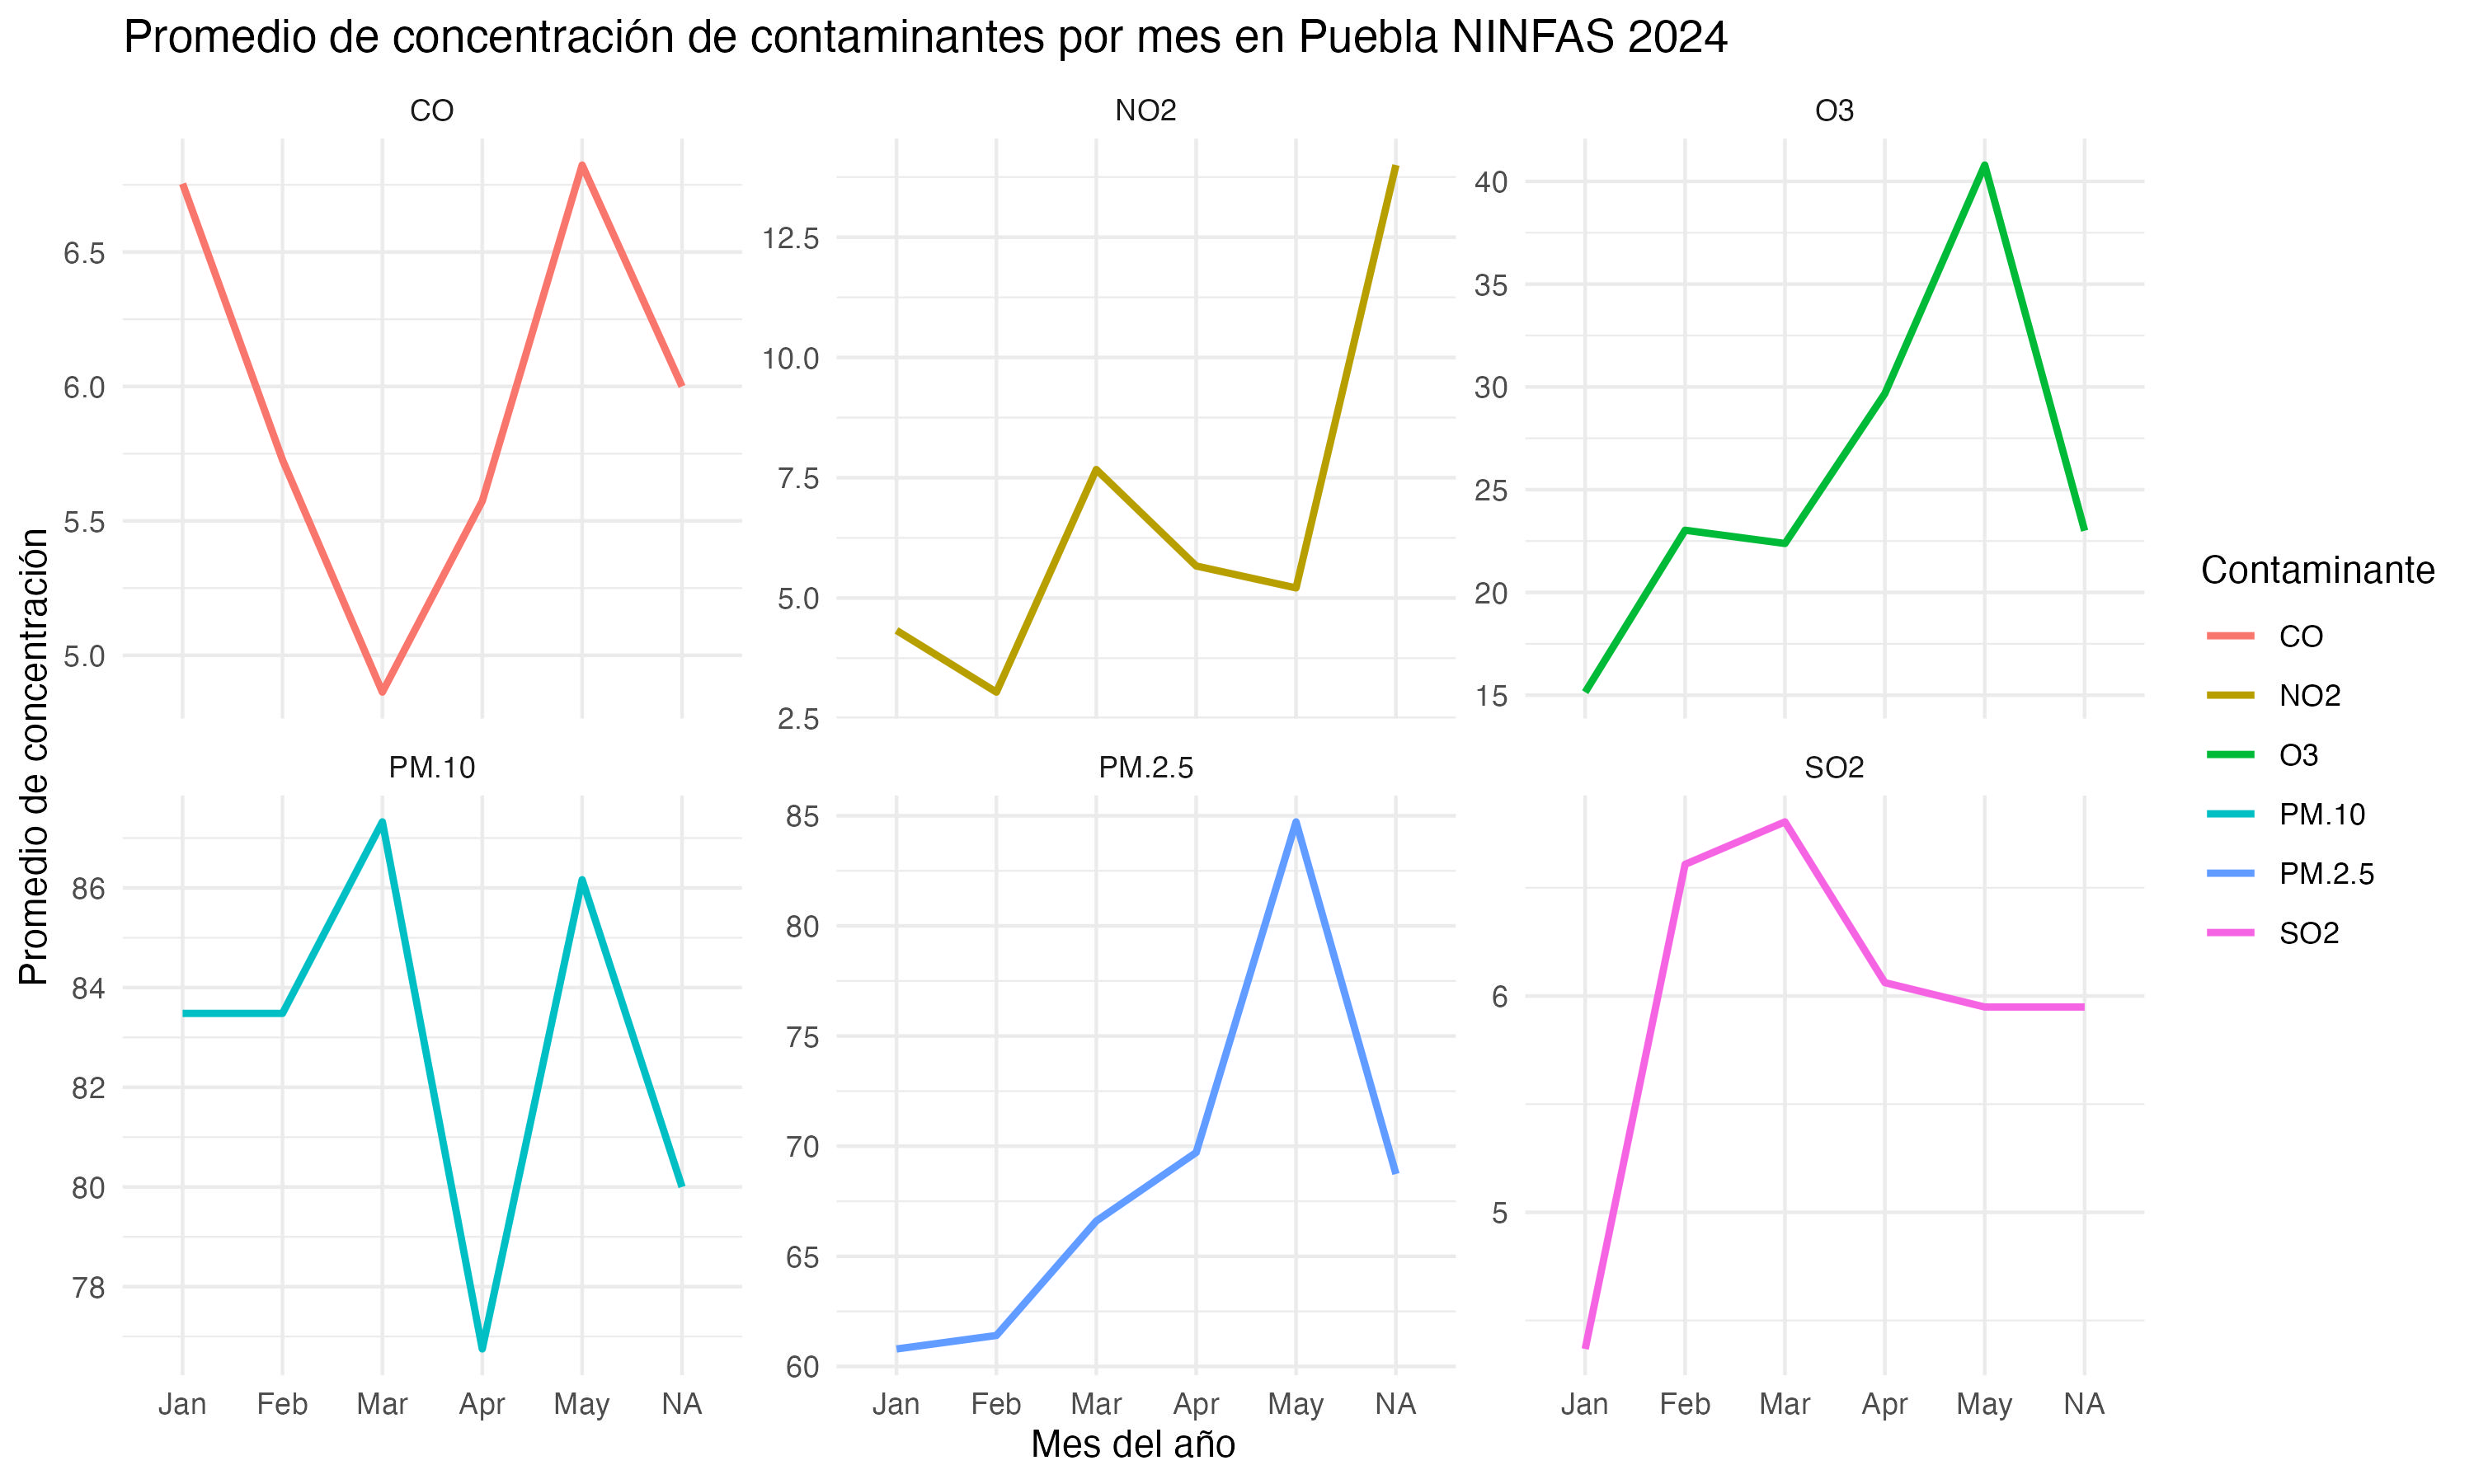 Promedio de concentración de contaminantes por mes en Puebla NINFAS 2024
CO
NO2
O3
6.5
6.0
5.5
5.0
12.5
10.0
7.5
5.0
2.5
40
35
30
25
20
15
Promedio de concentración
PM.10
PM.2.5
SO2
86
84
82
80
78
85
80
75
70
65
60
6
5
Jan Feb Mar Apr May NA
Jan Feb Mar Apr May NA
Jan Feb Mar Apr May NA
Mes del año
Contaminante
CO
NO2
O3
PM.10
PM.2.5
SO2